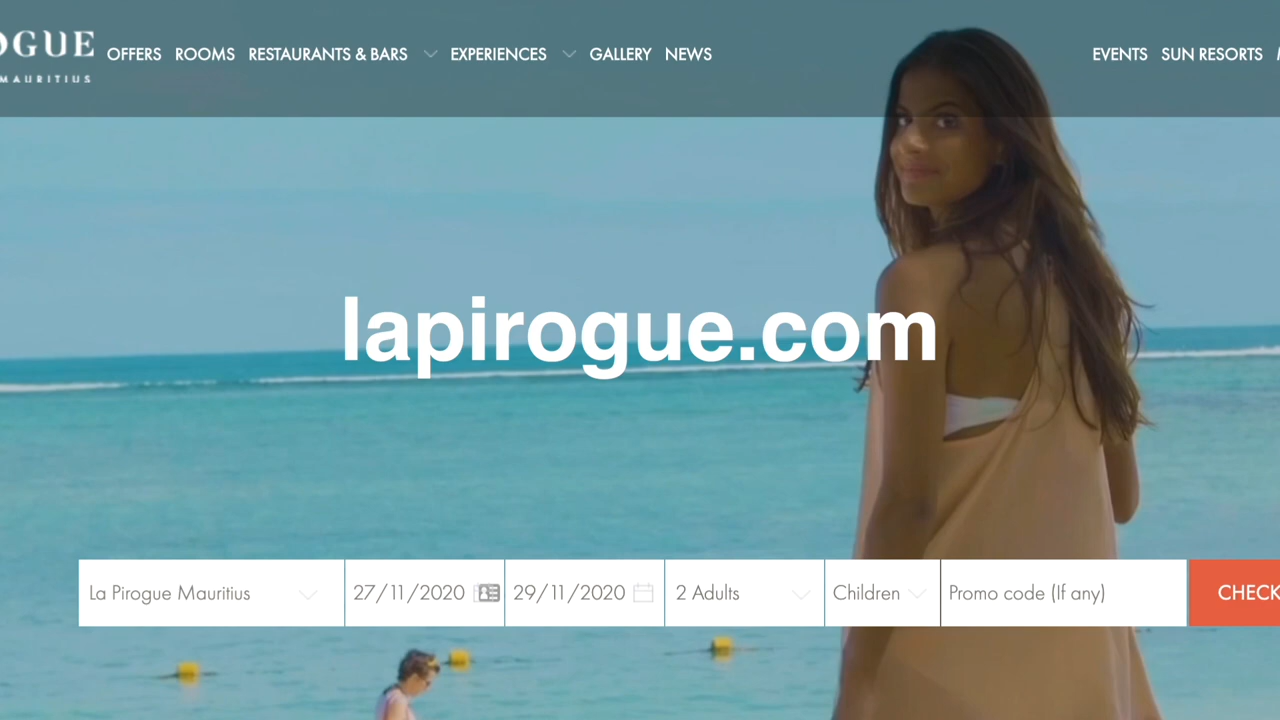 OGUE
MAURITIUS
OFFERS ROOMS RESTAURANTS & BARS EXPERIENCES GALLERY NEWS EVENTS SUN RESORTS
lapirogue.com
La Pirogue Mauritius 27/11/2020 29/11/2020 2 Adults Children Promo code (If any) CHECK